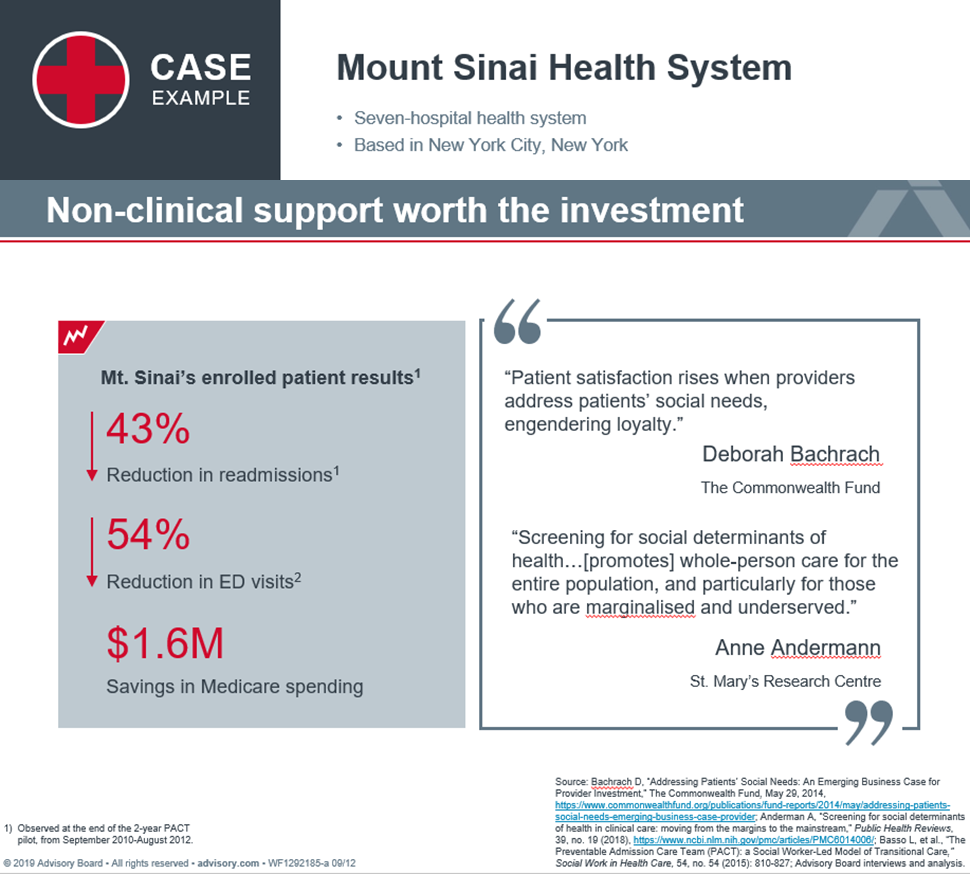 CASE
EXAMPLE
Mount Sinai Health System
• Seven-hospital health system
• Based in New York City, New York
Non-clinical support worth the investment
Mt. Sinai’s enrolled patient results1
43%
Reduction in readmissions1
54%
Reduction in ED visits2
$1.6M
Savings in Medicare spending
“Patient satisfaction rises when providers
address patients’ social needs,
engendering loyalty.”
Deborah Bachrach
The Commonwealth Fund
“Screening for social determinants of
health…[promotes] whole-person care for the
entire population, and particularly for those
who are marginalised and underserved.”
Anne Andermann
St. Mary’s Research Centre
1) Observed at the end of the 2-year PACT
pilot, from September 2010-August 2012.
© 2019 Advisory Board • All rights reserved • advisory.com • WF1292185-a 09/12
Source: Bachrach D, “Addressing Patients’ Social Needs: An Emerging Business Case for
Provider Investment,” The Commonwealth Fund, May 29, 2014,
https://www.commonwealthfund.org/publications/fund-reports/2014/may/addressing-patients-
social-needs-emerging-business-case-provider; Anderman A, “Screening for social determinants
of health in clinical care: moving from the margins to the mainstream,” Public Health Reviews,
39, no. 19 (2018), https://www.ncbi.nlm.nih.gov/pmc/articles/PMC6014006/; Basso L, et al., “The
Preventable Admission Care Team (PACT): a Social Worker-Led Model of Transitional Care,”
Social Work in Health Care, 54, no. 54 (2015): 810-827; Advisory Board interviews and analysis.